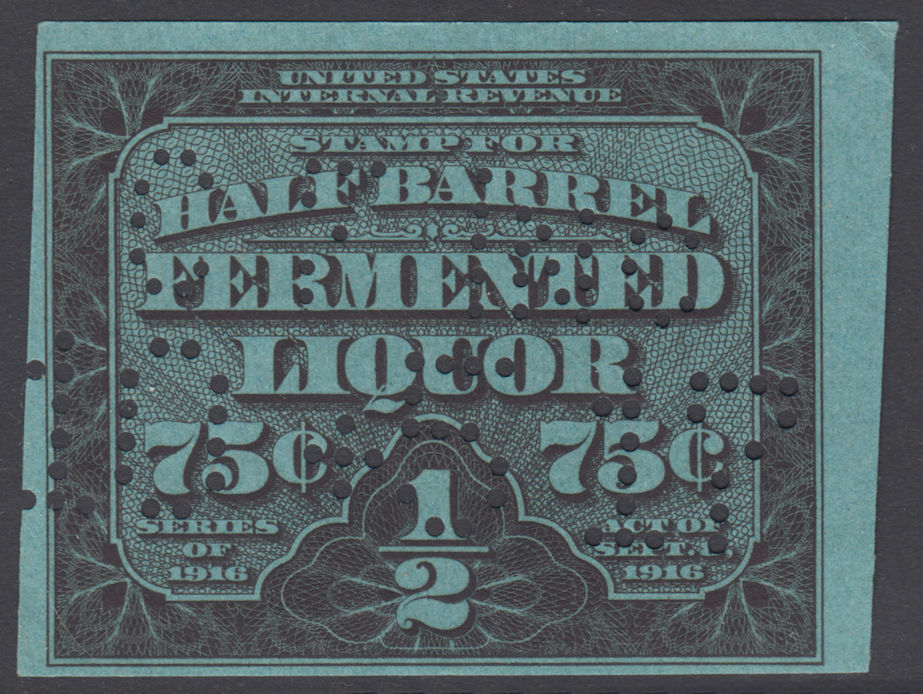 UNITED STATES
INTERNAL REVENUE
STAMP FOR
HALF BARREL
FERMENTED
LIQUOR
75¢
75¢
1/2
SERIES
OF
1916
ACT OF
SEPT.
1916